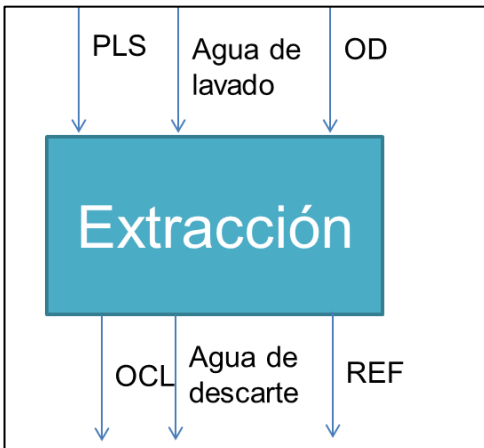 PLS
Agua de
lavado
OD
Extracción
OCL
Agua de
descarte
REF